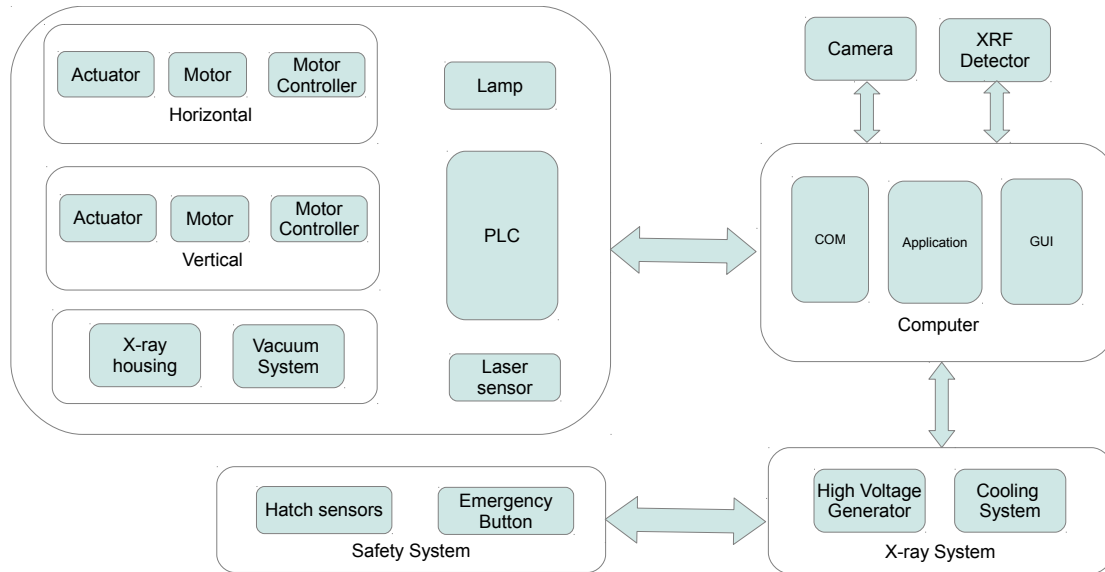 Actuator
Motor
Motor
Controller
Horizontal
Lamp
Actuator
Motor
Motor
Controller
Vertical
PLC
X-ray
housing
Vacuum
System
Laser
sensor
Camera
XRF
Detector
COM
Application
GUI
Computer
Hatch sensors
Emergency
Button
Safety System
High Voltage
Generator
Cooling
System
X-ray System